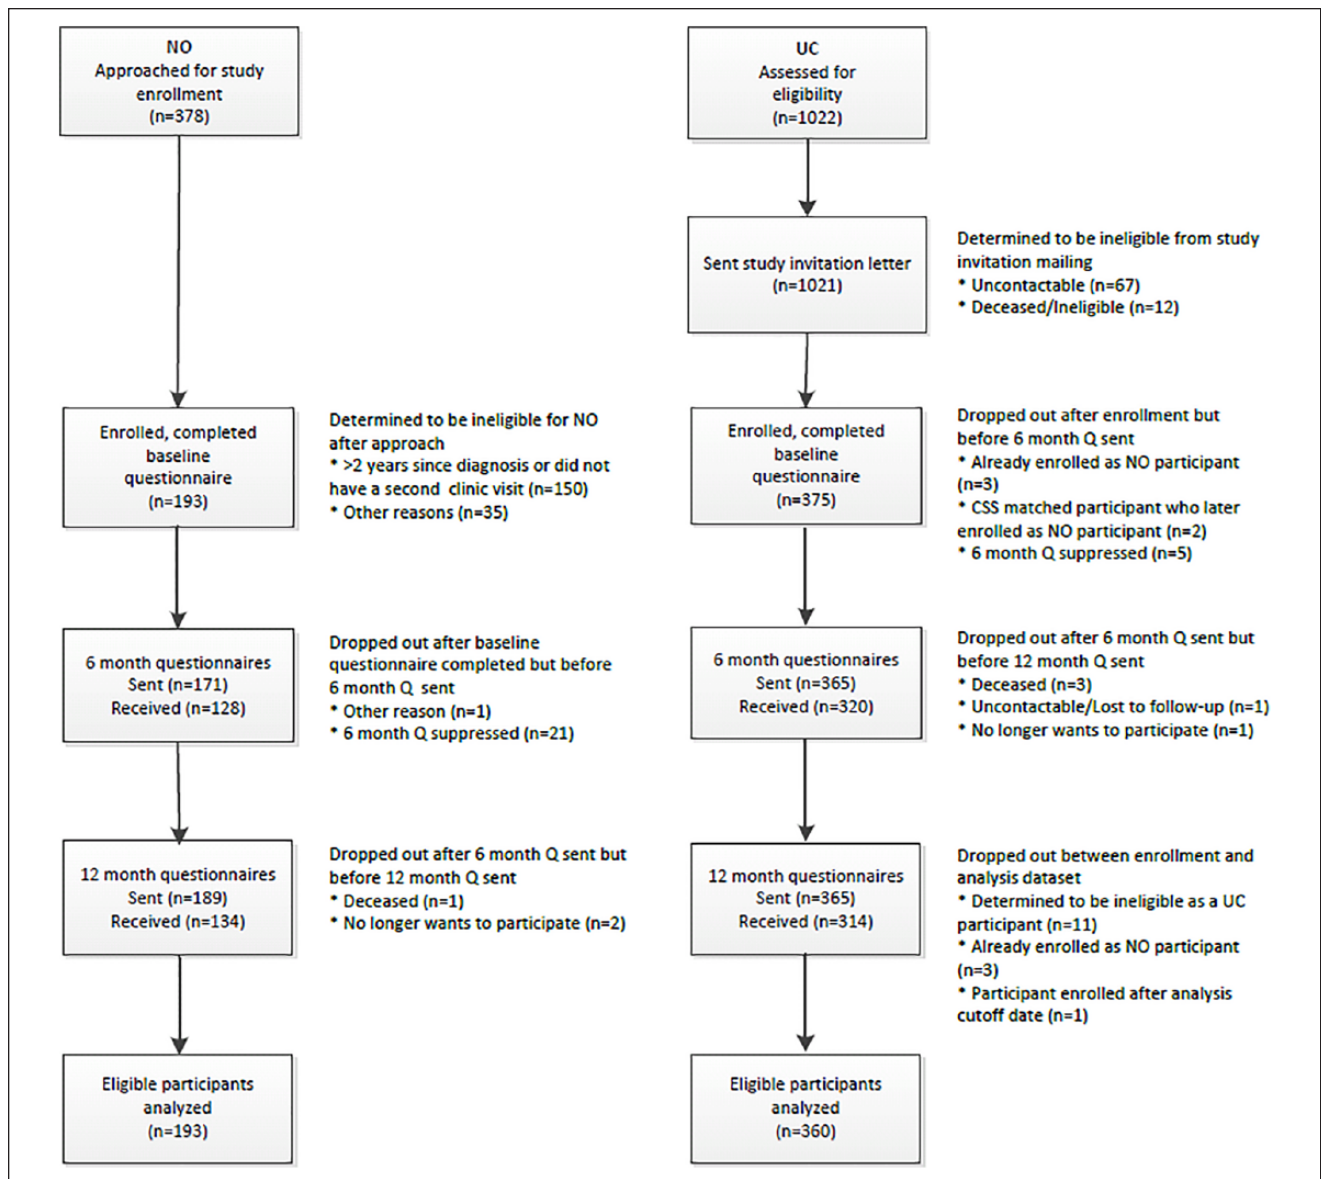 NO
Approached for study
enrollment
(n=378)
Enrolled, completed
baseline
questionnaire
(n=193)
Determined to be ineligible for NO
after approach
* >2 years since diagnosis or did not
have a second clinic visit (n=150)
* Other reasons (n=35)
6 month questionnaires
Sent (n=171)
Received (n=128)
Dropped out after baseline
questionnaire completed but before
6 month Q sent
* Other reason (n=1)
* 6 month Q suppressed (n=21)
12 month questionnaires
Sent (n=189)
Received (n=134)
Dropped out after 6 month Q sent but
before 12 month Q sent
* Deceased (n=1)
* No longer wants to participate (n=2)
Eligible participants
analyzed
(n=193)
UC
Assessed for
eligibility
(n=1022)
Sent study invitation letter
(n=1021)
Determined to be ineligible from study
invitation mailing
* Uncontactable (n=67)
* Deceased/Ineligible (n=12)
Enrolled, completed
baseline
questionnaire
(n=375)
Dropped out after enrollment but
before 6 month Q sent
* Already enrolled as NO participant
(n=3)
* CSS matched participant who later
enrolled as NO participant (n=2)
* 6 month Q suppressed (n=5)
6 month questionnaires
Sent (n=365)
Received (n=320)
Dropped out after 6 month Q sent but
before 12 month Q sent
* Deceased (n=3)
* Uncontactable/Lost to follow-up (n=1)
* No longer wants to participate (n=1)
12 month questionnaires
Sent (n=365)
Received (n=314)
Dropped out between enrollment and
analysis dataset
* Determined to be ineligible as a UC
participant (n=11)
* Already enrolled as NO participant
(n=3)
* Participant enrolled after analysis
cutoff date (n=1)
Eligible participants
analyzed
(n=360)